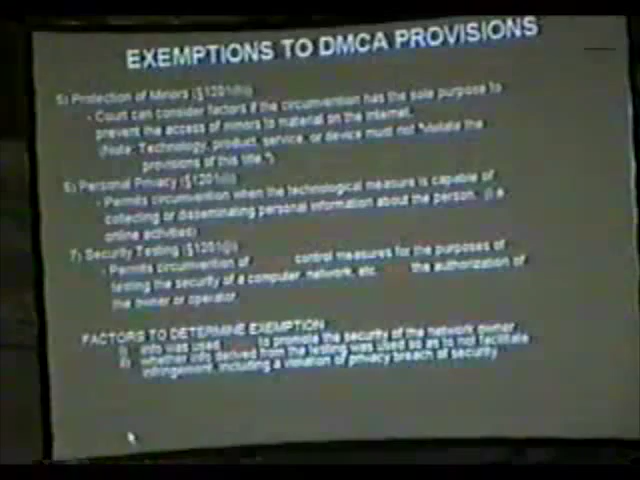 EXEMPTIONS TO DMCA PROVISIONS
5) Protection of Minors (§1201(h))
- Court can consider factors if the circumvention has the sole purpose to
prevent the access of minors to material on the internet.
(Note: Technology, product, service, or device must not "violate the
provisions of this title.")
6) Personal Privacy (§1201(i))
- Permits circumvention when the technological measure is capable of
collecting or disseminating personal information about the person. (i.e.
online activities)
7) Security Testing (§1201(j))
- Permits circumvention of control measures for the purposes of
testing the security of a computer, network, etc. the authorization of
the owner or operator.
FACTORS TO DETERMINE EXEMPTION
i) info was used to promote the security of the network owner
ii) whether info derived from the testing was used so as to not facilitate
infringement, including a violation of privacy breach of security.